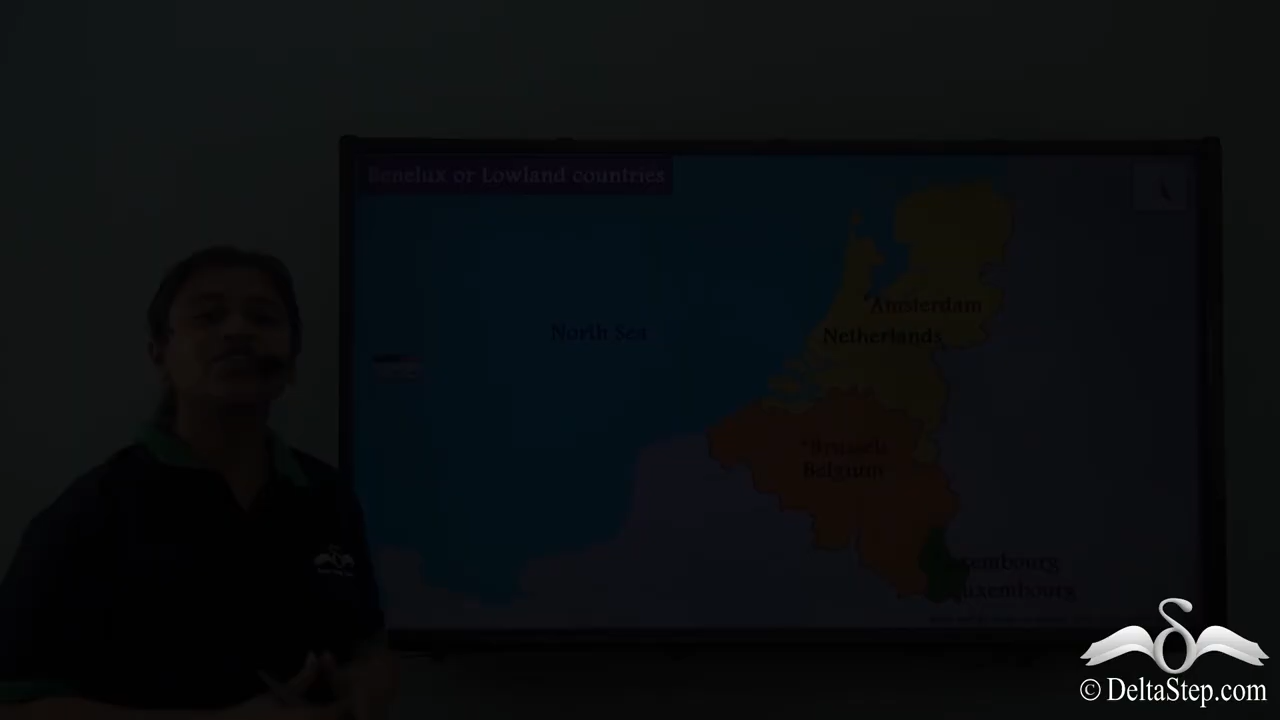 Benelux or Lowland countries
North Sea
Amsterdam
Netherlands
Brussels
Belgium
Luxembourg
Luxembourg
© DeltaStep.com